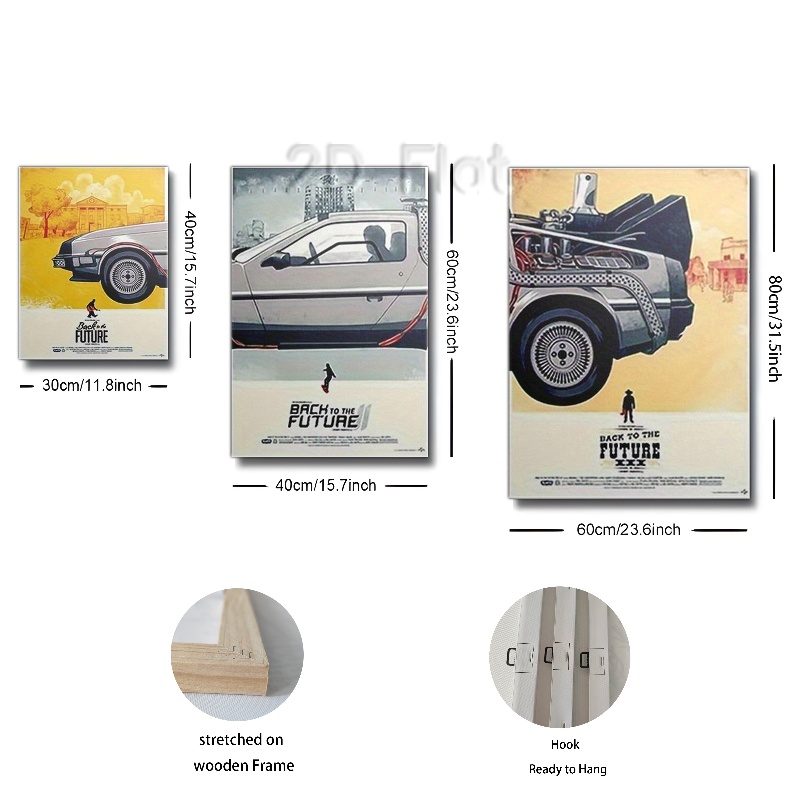 2D Flat
40cm/15.7inch
60cm/23.6inch
80cm/31.5inch
Back to the
FUTURE
BACK TO THE
FUTURE II
BACK TO THE
FUTURE
XXX
30cm/11.8inch
40cm/15.7inch
60cm/23.6inch
stretched on
wooden Frame
Hook
Ready to Hang